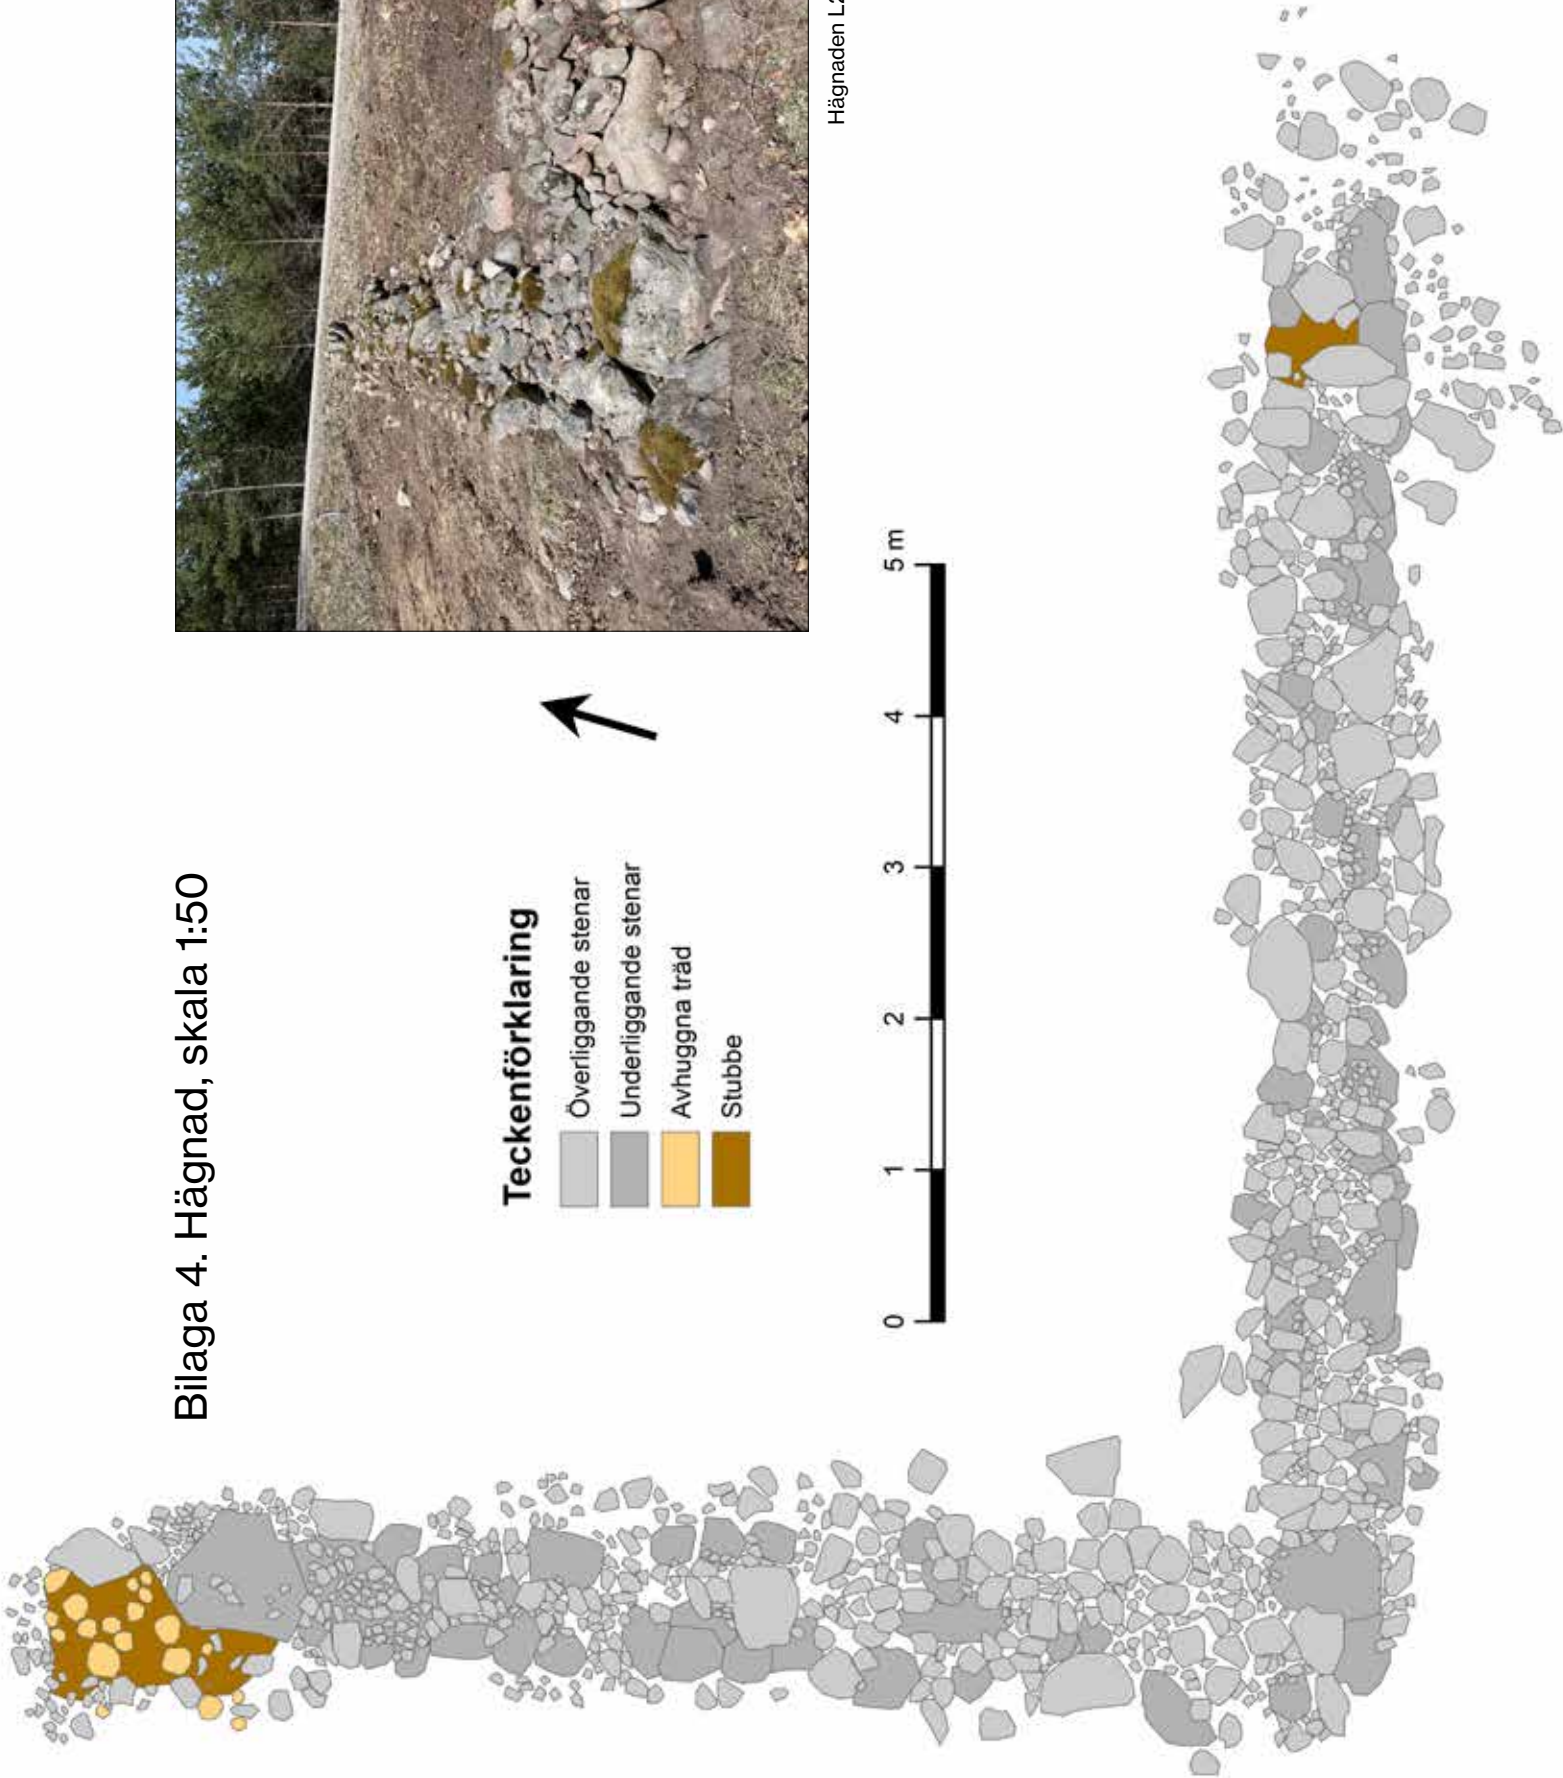 Bilaga 4. Hägnad, skala 1:50
Teckenförklaring
Överliggande stenar
Underliggande stenar
Avhuggna träd
Stubbe
0 1 2 3 4 5 m
Hägnaden